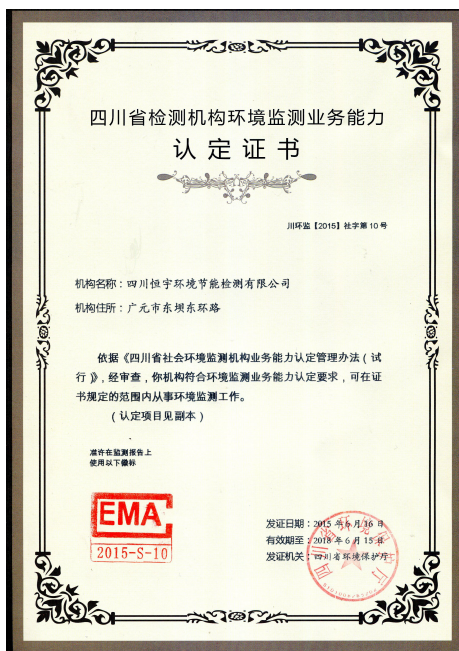 四川省检测机构环境监测业务能力
认定证书
川环监【2015】社字第10号
机构名称：四川恒宇环境节能检测有限公司
机构住所：广元市东坝东环路
依据《四川省社会环境监测机构业务能力认定管理办法（试
行）》，经审查，你机构符合环境监测业务能力认定要求，可在证
书规定的范围内从事环境监测工作。
（认定项目见副本）
准许在监测报告上
使用以下徽标
EMA
2015-S-10
发证日期：2015年6月16日
有效期至：2018年6月15日
发证机关：四川省环境保护厅
四川省环境保护厅